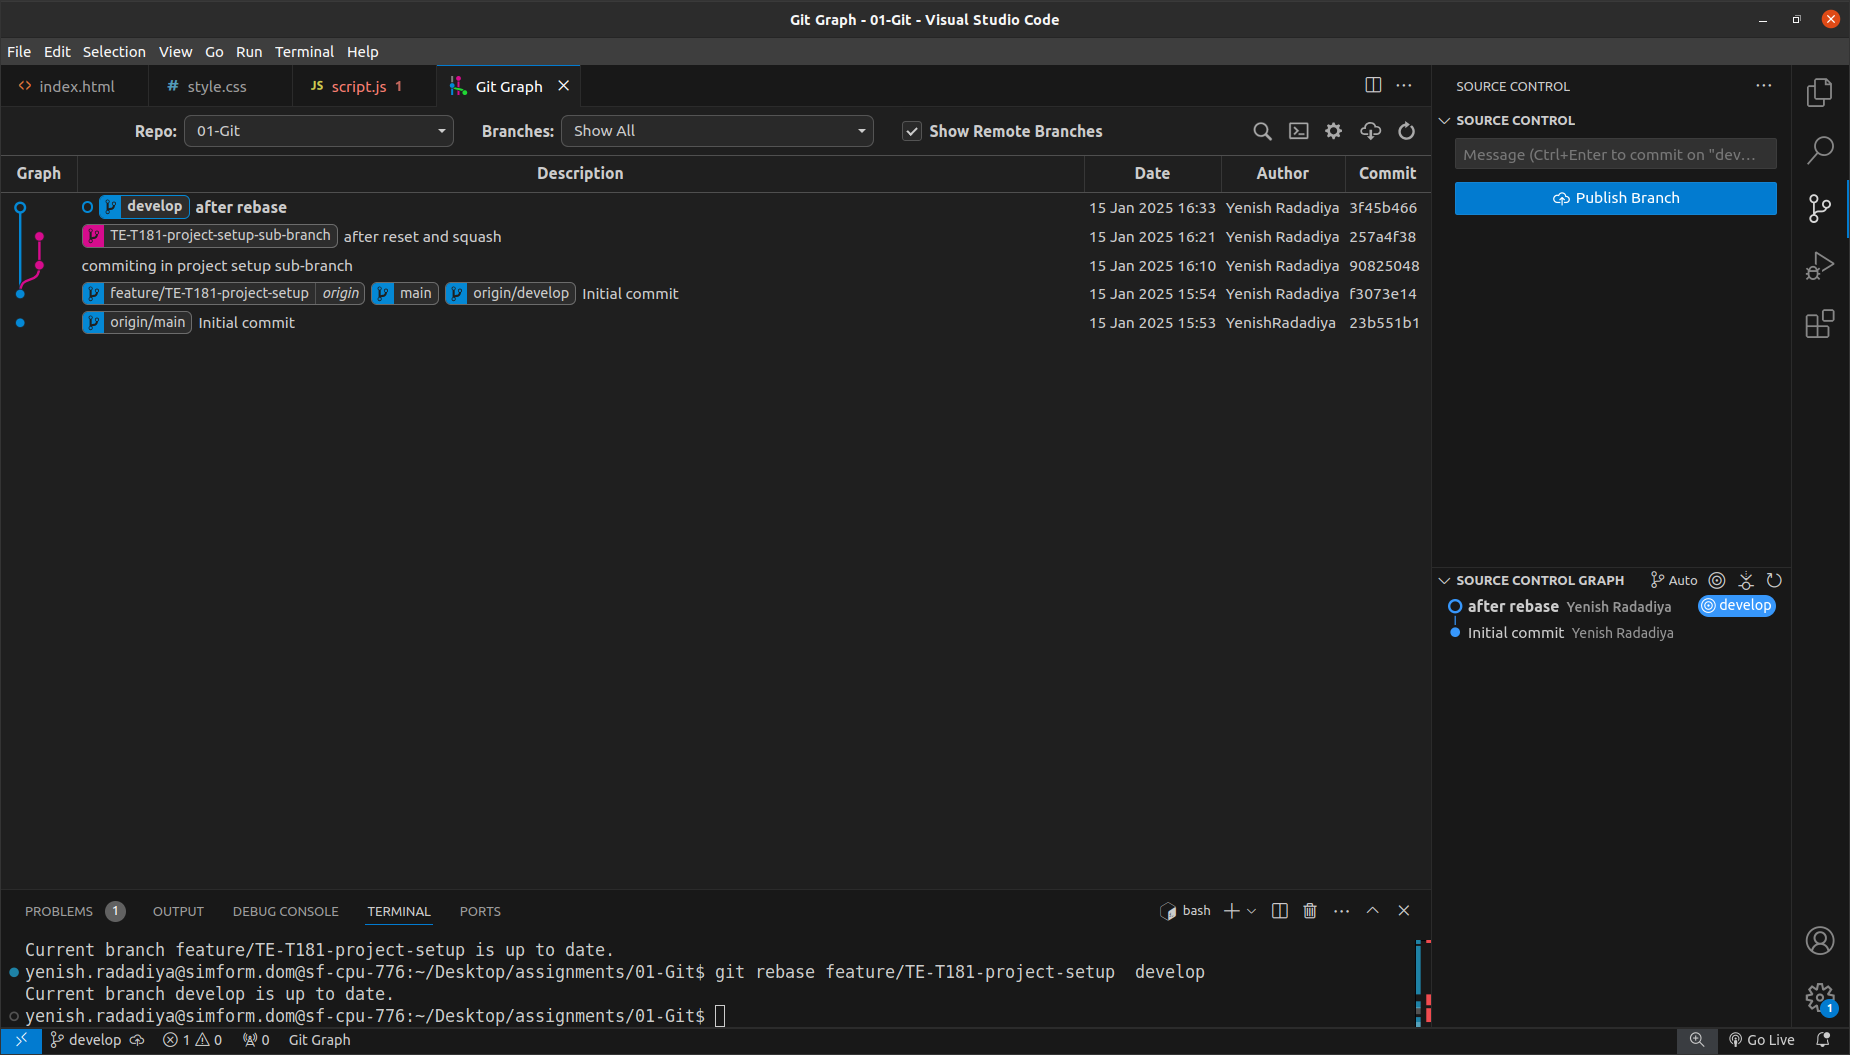 Git Graph - 01-Git - Visual Studio Code
File Edit Selection View Go Run Terminal Help
index.html
# style.css
JS script.js 1
Git Graph
Repo: 01-Git
Branches: Show All
Show Remote Branches
Graph Description Date Author Commit
develop after rebase 15 Jan 2025 16:33 Yenish Radadiya 3f45b466
TE-T181-project-setup-sub-branch after reset and squash 15 Jan 2025 16:21 Yenish Radadiya 257a4f38
commiting in project setup sub-branch 15 Jan 2025 16:10 Yenish Radadiya 90825048
feature/TE-T181-project-setup origin main origin/develop Initial commit 15 Jan 2025 15:54 Yenish Radadiya f3073e14
origin/main Initial commit 15 Jan 2025 15:53 YenishRadadiya 23b551b1
SOURCE CONTROL
SOURCE CONTROL
Message (Ctrl+Enter to commit on "dev...
Publish Branch
SOURCE CONTROL GRAPH Auto
after rebase Yenish Radadiya develop
Initial commit Yenish Radadiya
PROBLEMS 1 OUTPUT DEBUG CONSOLE TERMINAL PORTS
bash
Current branch feature/TE-T181-project-setup is up to date.
yenish.radadiya@simform.dom@sf-cpu-776:~/Desktop/assignments/01-Git$ git rebase feature/TE-T181-project-setup  develop
Current branch develop is up to date.
yenish.radadiya@simform.dom@sf-cpu-776:~/Desktop/assignments/01-Git$
1
develop 1 0 0 Git Graph
Go Live